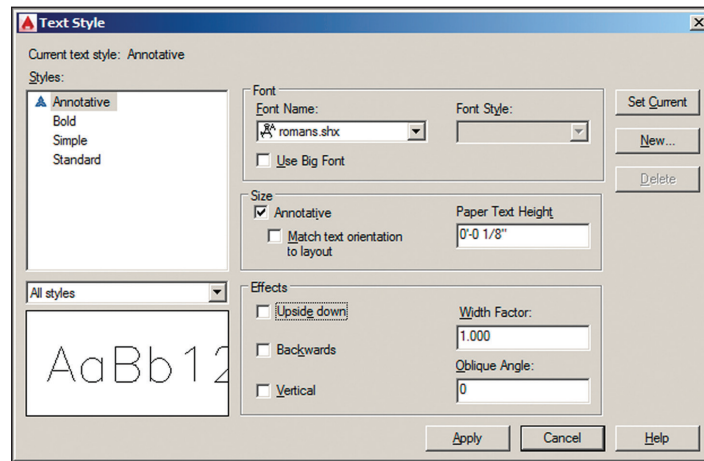 Text Style
Current text style: Annotative
Styles:
Annotative
Bold
Simple
Standard
All styles
AaBb12
Font
Font Name:
romans.shx
Use Big Font
Font Style:
Size
Annotative
Match text orientation
to layout
Paper Text Height
0'-0 1/8"
Effects
Upside down
Backwards
Vertical
Width Factor:
1.000
Oblique Angle:
0
Set Current
New...
Delete
Apply
Cancel
Help